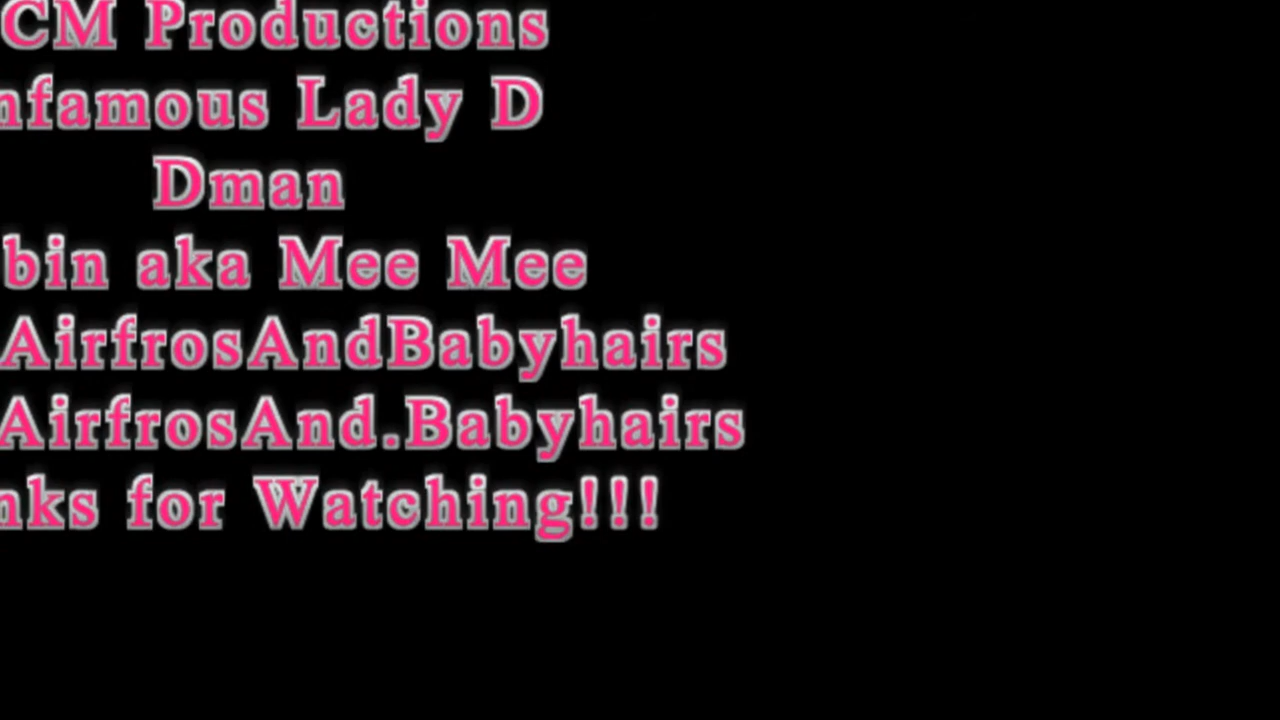 CM Productions
nfamous Lady D
Dman
bin aka Mee Mee
AirfrosAndBabyhairs
AirfrosAnd.Babyhairs
nks for Watching!!!